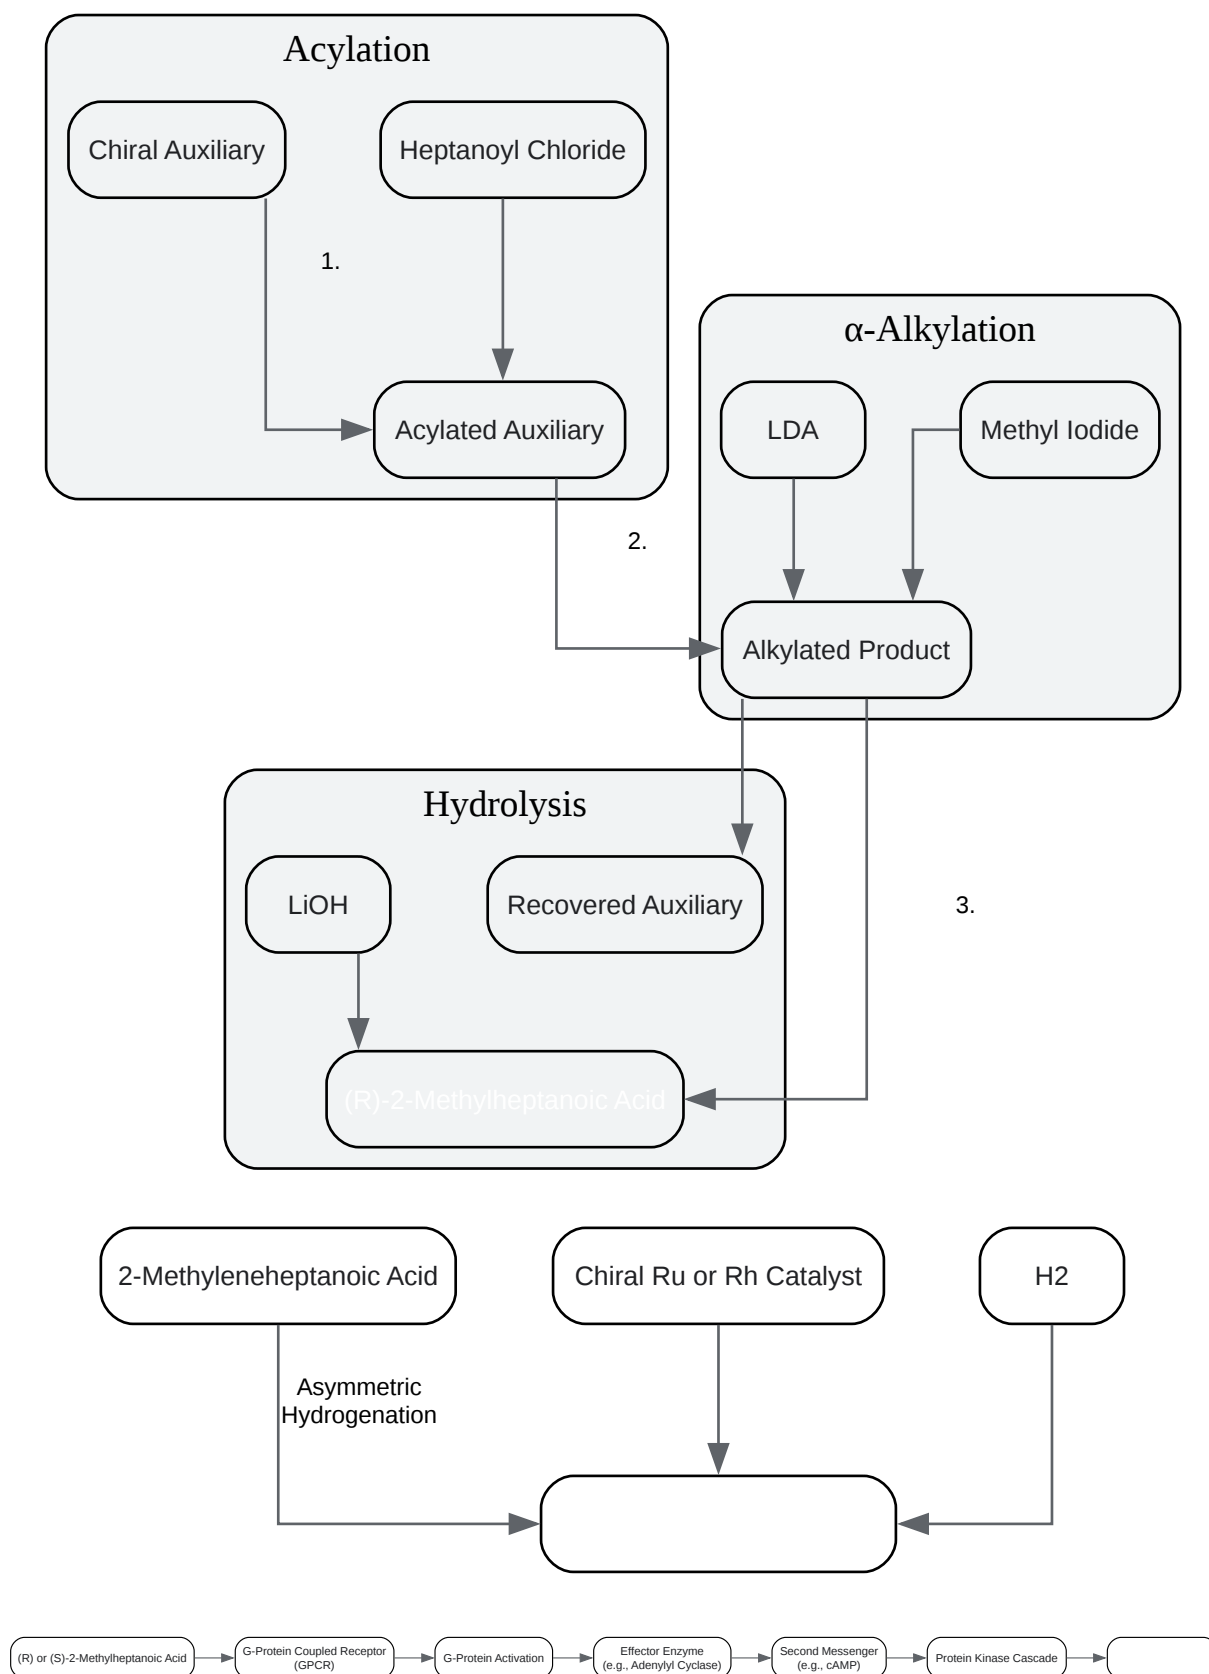 Acylation
Chiral Auxiliary
Heptanoyl Chloride
1.
Acylated Auxiliary
α-Alkylation
LDA
Methyl Iodide
2.
Alkylated Product
Hydrolysis
LiOH
Recovered Auxiliary
3.
(R)-2-Methylheptanoic Acid
2-Methyleneheptanoic Acid
Chiral Ru or Rh Catalyst
H2
Asymmetric
Hydrogenation
(R) or (S)-2-Methylheptanoic Acid
G-Protein Coupled Receptor
(GPCR)
G-Protein Activation
Effector Enzyme
(e.g., Adenylyl Cyclase)
Second Messenger
(e.g., cAMP)
Protein Kinase Cascade